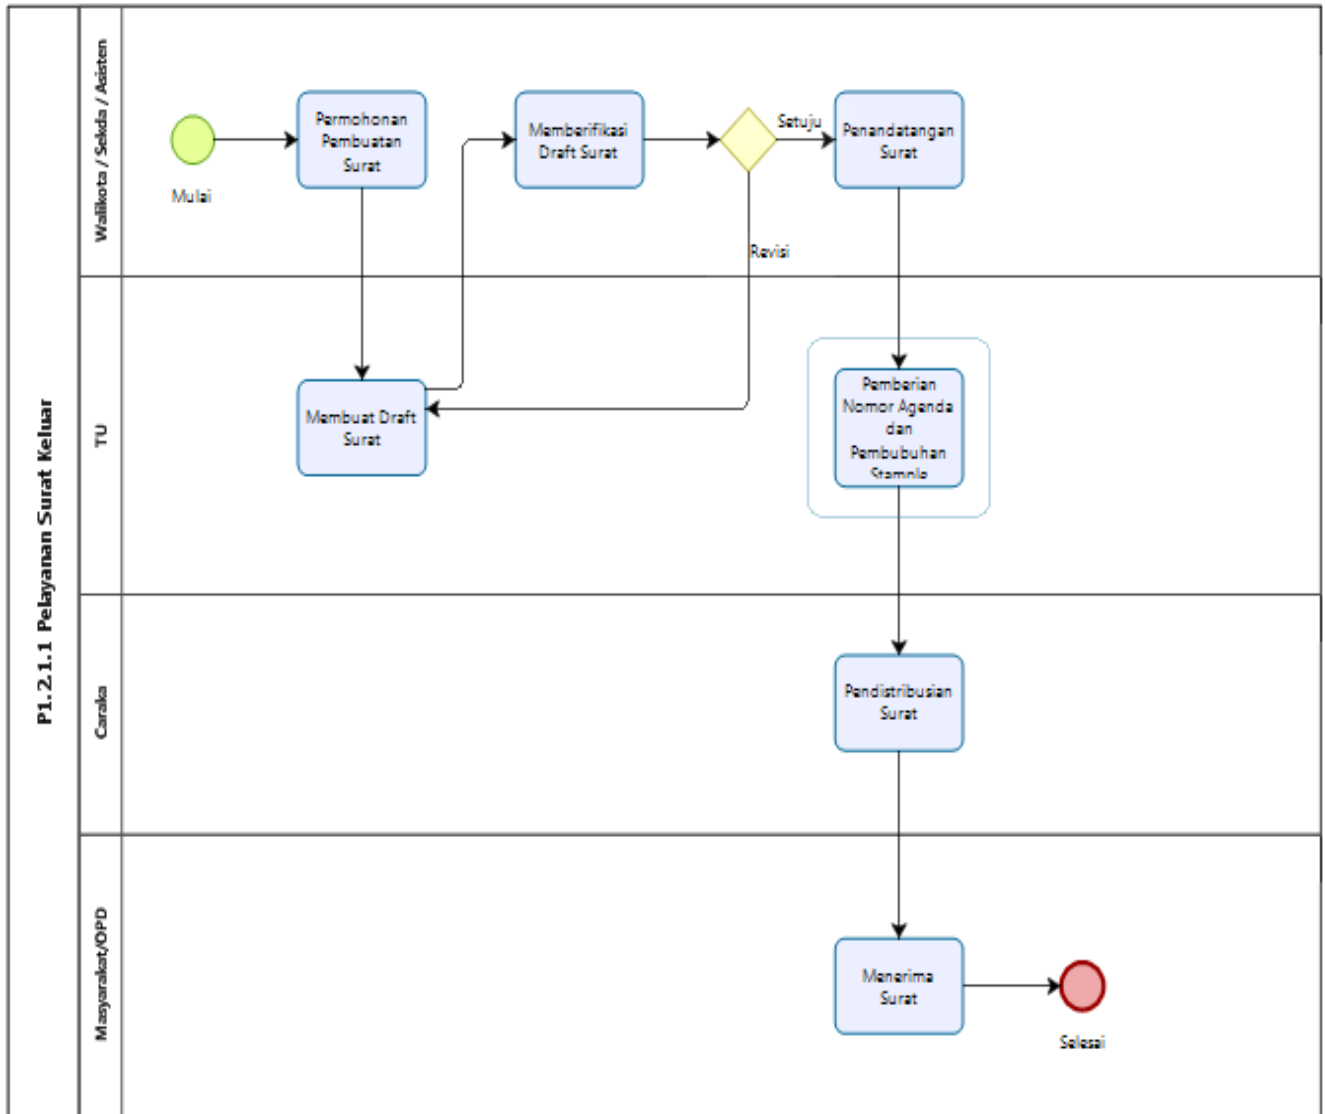 P1.2.1.1 Pelayanan Surat Keluar
Walikota / Sekda / Asisten
Mulai
Permohonan
Pembuatan
Surat
Memberifikasi
Draft Surat
Setuju
Revisi
Penandatangan
Surat
TU
Membuat Draft
Surat
Pemberian
Nomor Agenda
dan
Pembubuhan
Stample
Caraka
Pendistribusian
Surat
Masyarakat/OPD
Menerima
Surat
Selesai